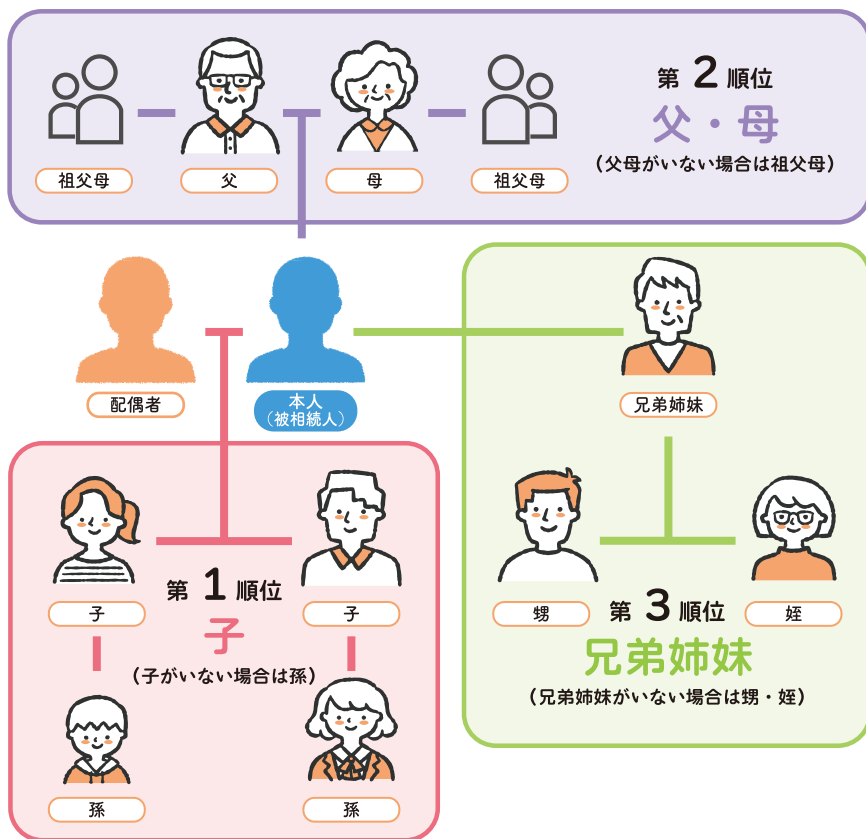 第2順位
父・母
(父母がいない場合は祖父母)
祖父母
父
母
祖父母
配偶者
本人
(被相続人)
兄弟姉妹
甥
姪
第3順位
兄弟姉妹
(兄弟姉妹がいない場合は甥・姪)
子
子
第1順位
子
(子がいない場合は孫)
孫
孫